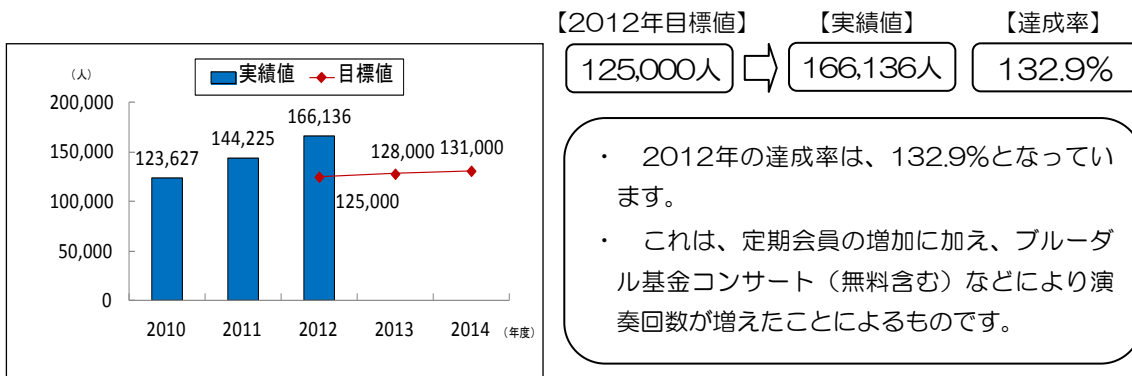 【2012年目標値】 【実績値】 【達成率】
125,000人 166,136人 132.9%
(人)
実績値 目標値
200,000
150,000
100,000
50,000
0
123,627
144,225
166,136
125,000
128,000
131,000
2010 2011 2012 2013 2014 (年度)
・ 2012年の達成率は、132.9%となってい
ます。
・ これは、定期会員の増加に加え、ブルーダ
ル基金コンサート（無料含む）などにより演
奏回数が増えたことによるものです。